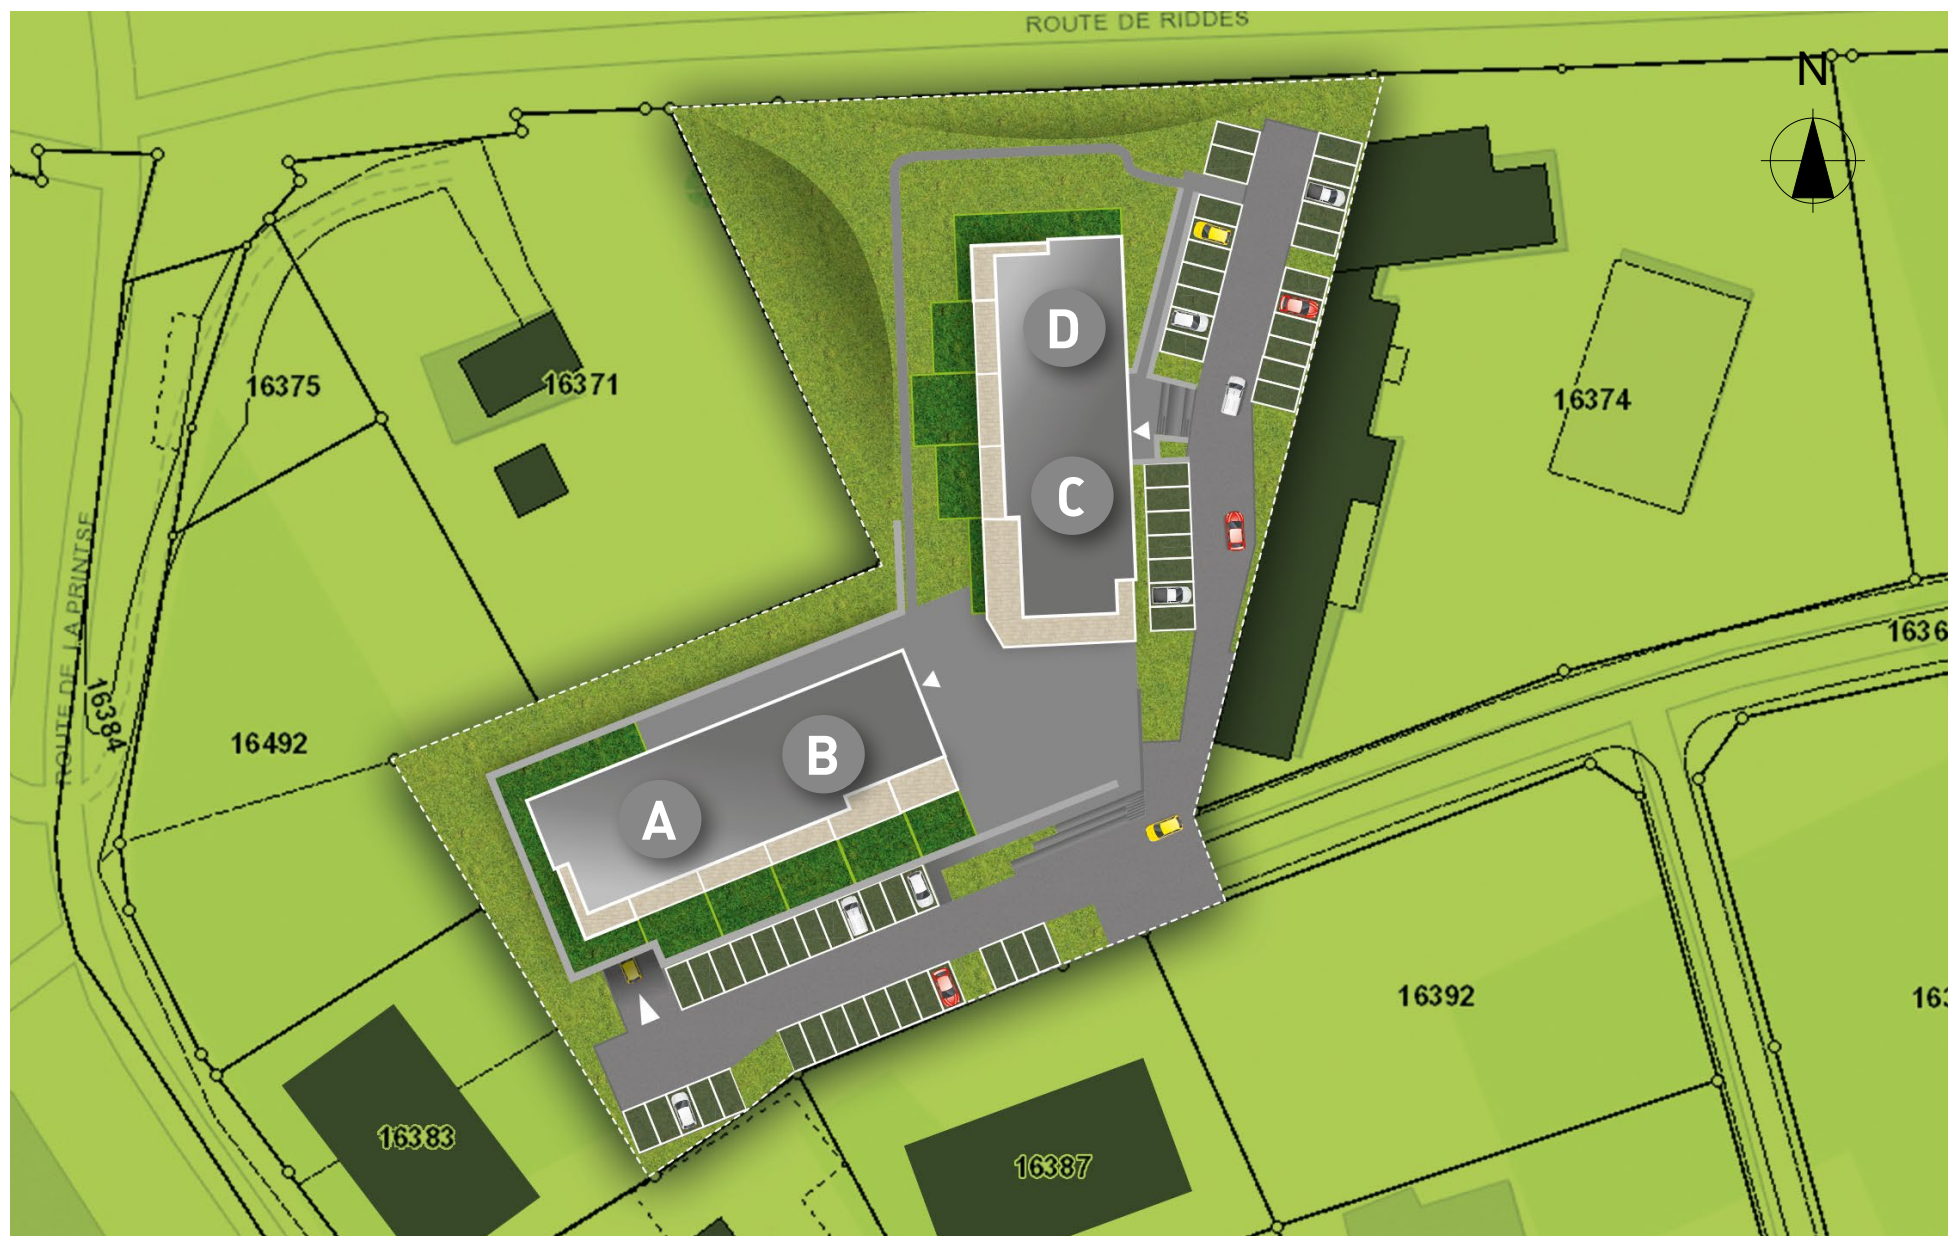 ROUTE DE RIDDES
N
D
16375
16371
16374
C
ROUTE DE LA PRINTSE
16384
16492
B
A
16392
16383
16387